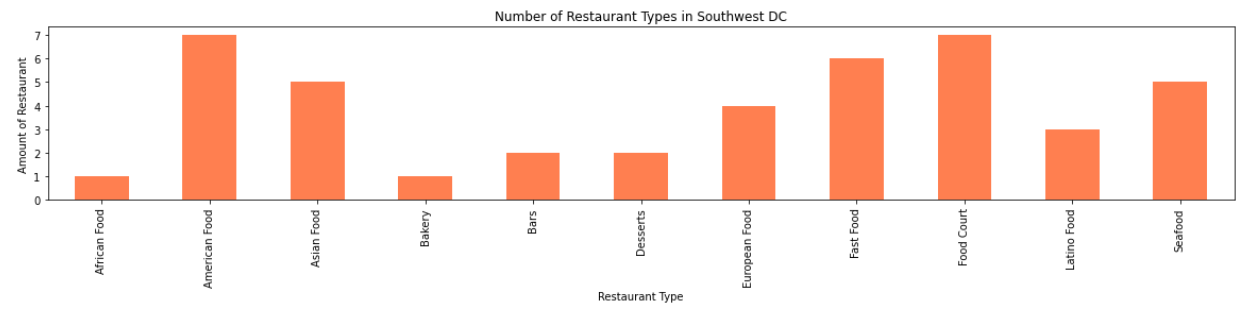 Number of Restaurant Types in Southwest DC
Amount of Restaurant
7
6
5
4
3
2
1
0
African Food
American Food
Asian Food
Bakery
Bars
Desserts
European Food
Fast Food
Food Court
Latino Food
Seafood
Restaurant Type